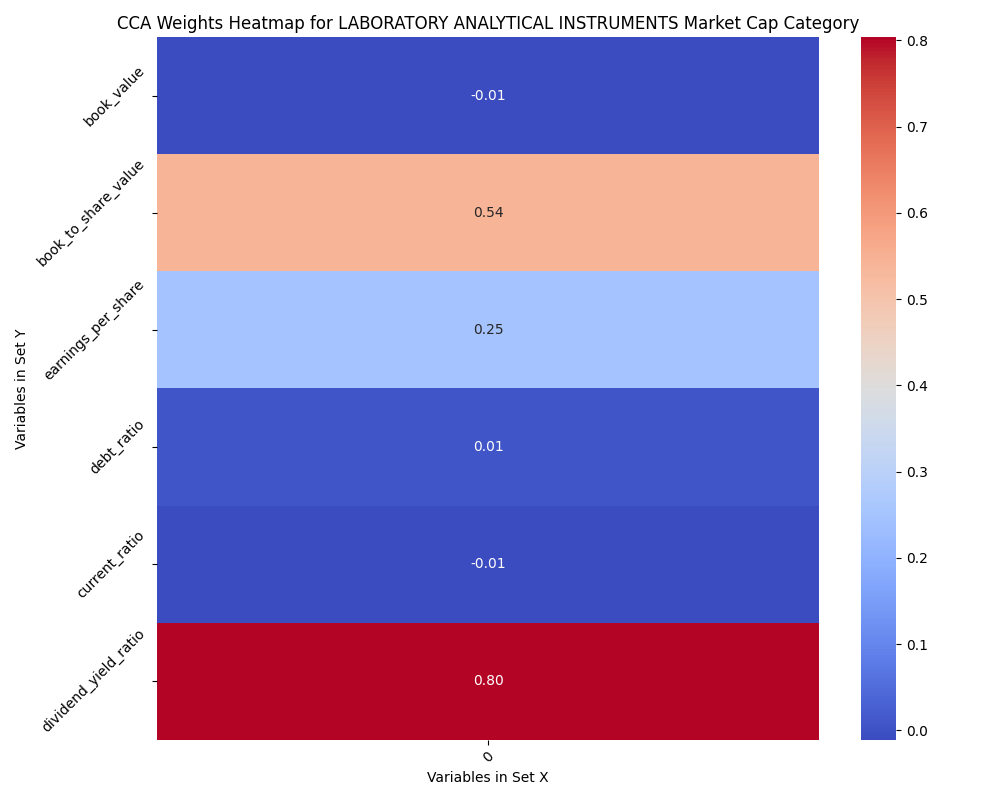 CCA Weights Heatmap for LABORATORY ANALYTICAL INSTRUMENTS Market Cap Category
Variables in Set Y
book_value
-0.01
book_to_share_value
0.54
earnings_per_share
0.25
debt_ratio
0.01
current_ratio
-0.01
dividend_yield_ratio
0.80
0
Variables in Set X
0.8
0.7
0.6
0.5
0.4
0.3
0.2
0.1
0.0